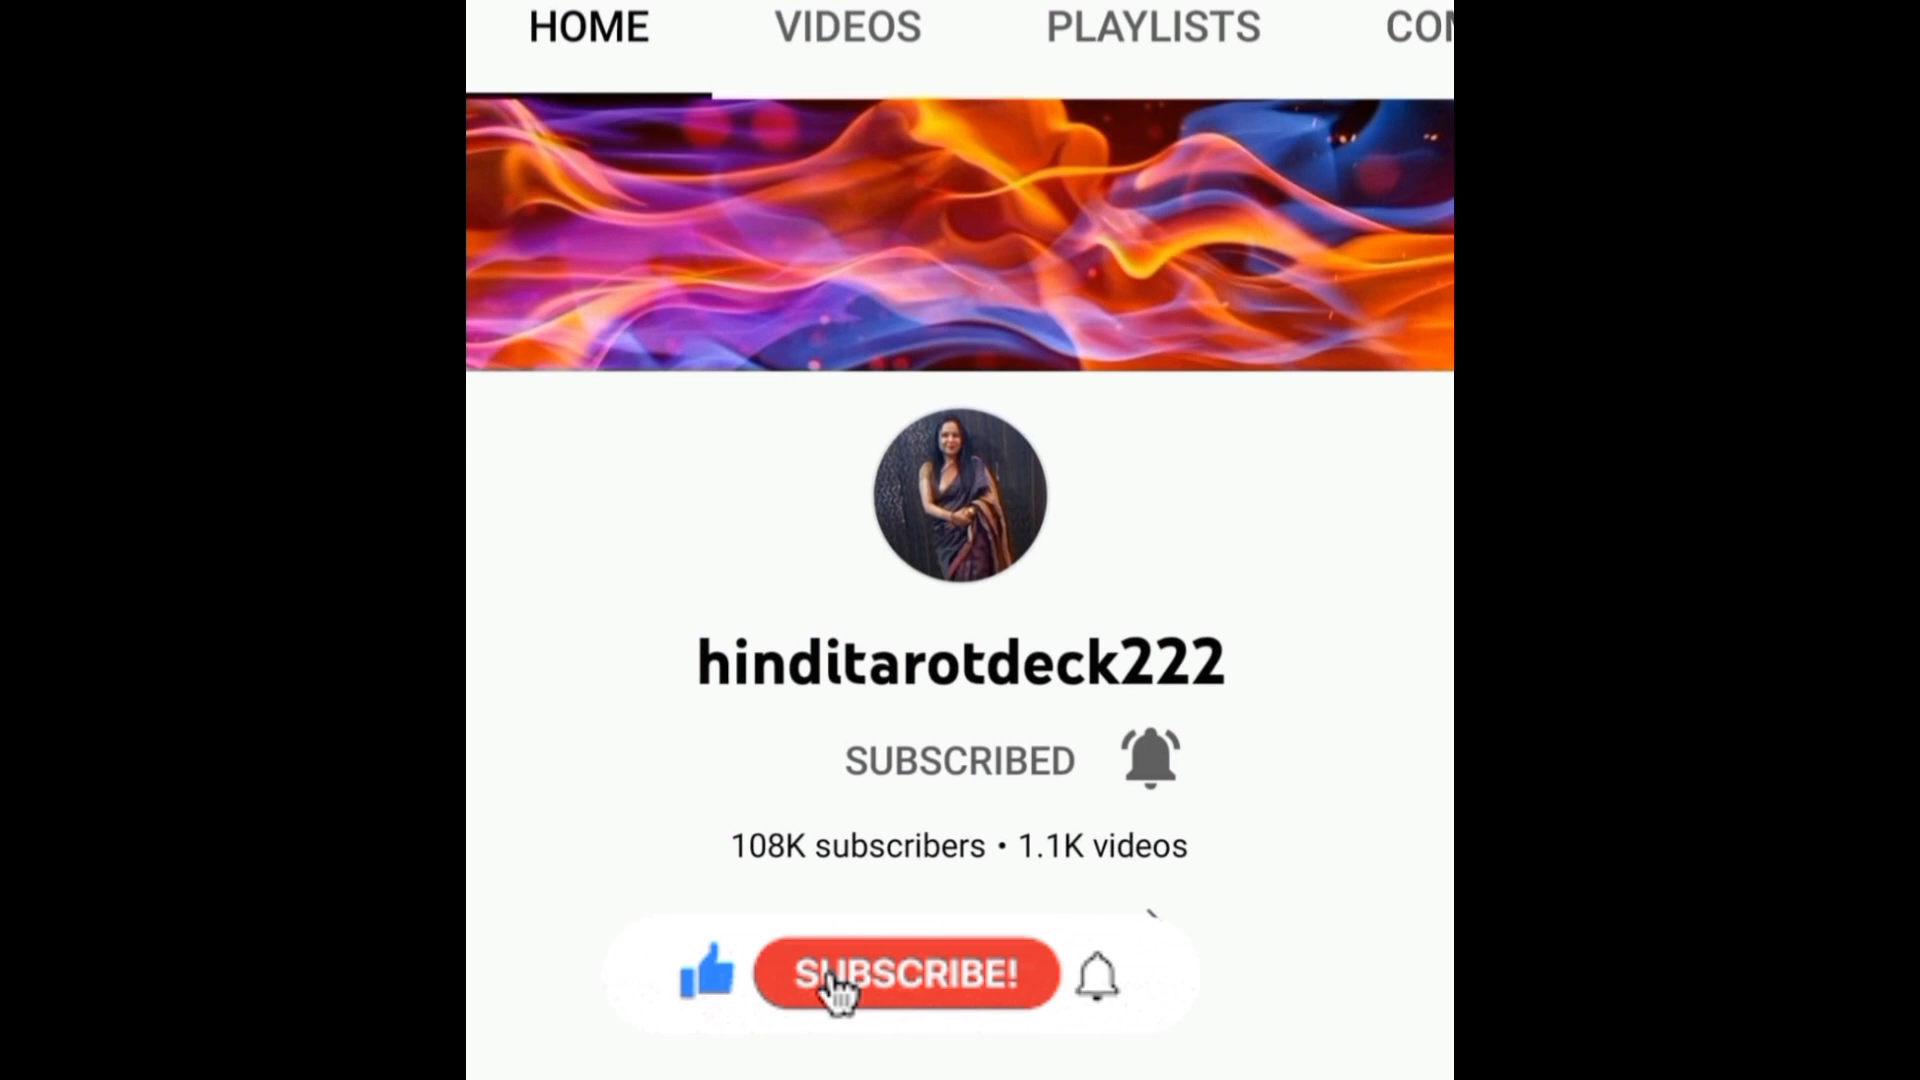 HOME VIDEOS PLAYLISTS
hinditarotdeck222
SUBSCRIBED
108K subscribers • 1.1K videos
SUBSCRIBE!